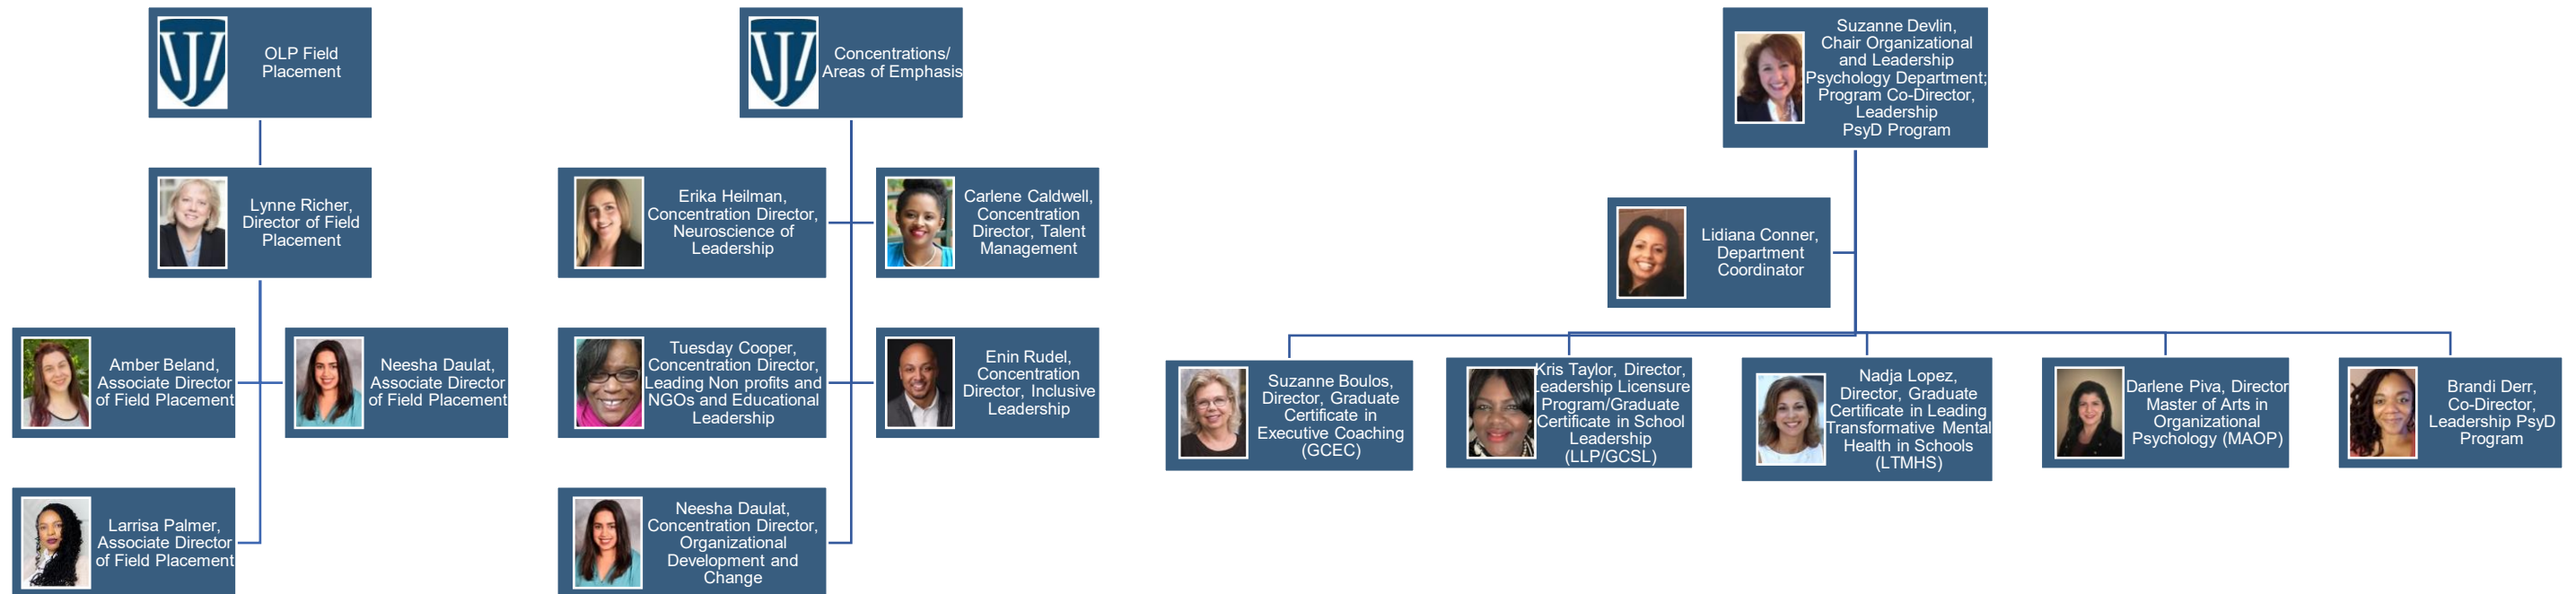 OLP Field
Placement
Lynne Richer,
Director of Field
Placement
Amber Beland,
Associate Director
of Field Placement
Neesha Daulat,
Associate Director
of Field Placement
Larrisa Palmer,
Associate Director
of Field Placement
Concentrations/
Areas of Emphasis
Erika Heilman,
Concentration Director,
Neuroscience of
Leadership
Carlene Caldwell,
Concentration
Director, Talent
Management
Tuesday Cooper,
Concentration Director,
Leading Non profits and
NGOs and Educational
Leadership
Enin Rudel,
Concentration
Director, Inclusive
Leadership
Neesha Daulat,
Concentration Director,
Organizational
Development and
Change
Suzanne Devlin,
Chair Organizational
and Leadership
Psychology Department;
Program Co-Director,
Leadership
PsyD Program
Lidiana Conner,
Department
Coordinator
Suzanne Boulos,
Director, Graduate
Certificate in
Executive Coaching
(GCEC)
Kris Taylor, Director,
Leadership Licensure
Program/Graduate
Certificate in School
Leadership
(LLP/GCSL)
Nadja Lopez,
Director, Graduate
Certificate in Leading
Transformative Mental
Health in Schools
(LTMHS)
Darlene Piva, Director
Master of Arts in
Organizational
Psychology (MAOP)
Brandi Derr,
Co-Director,
Leadership PsyD
Program